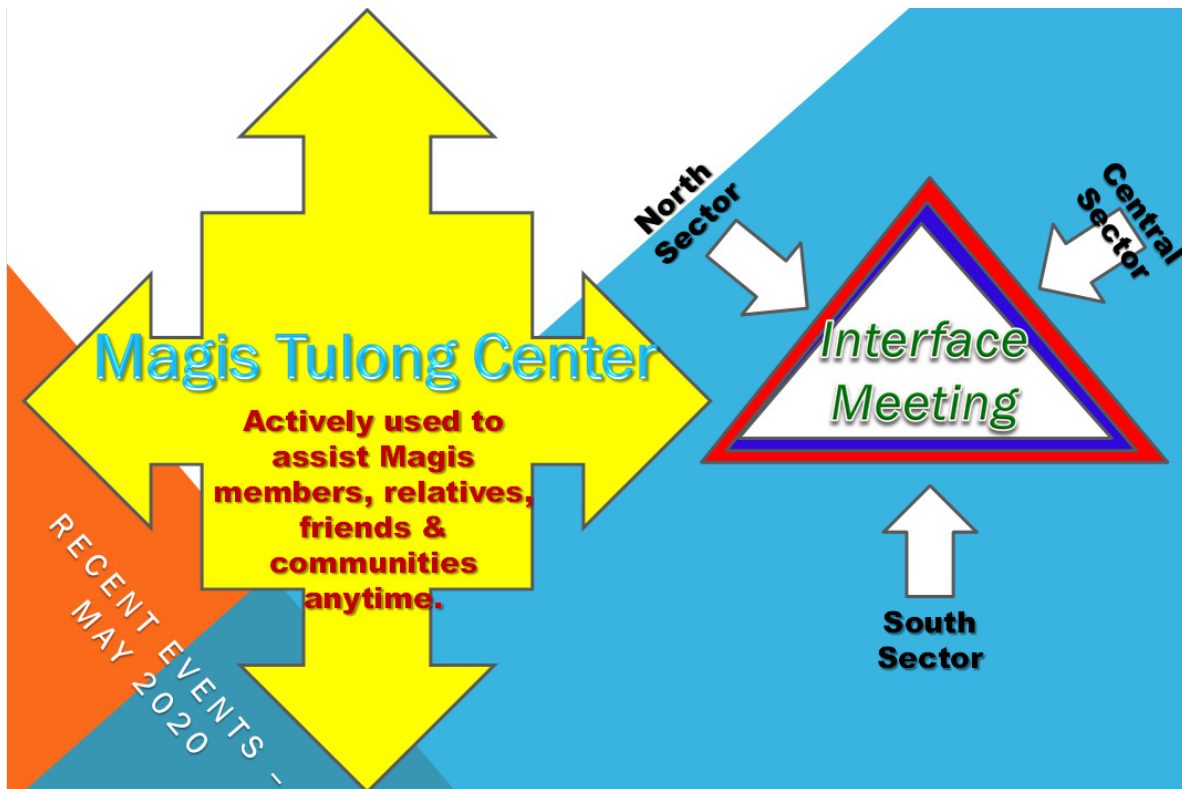 Magis Tulong Center
Actively used to
assist Magis
members, relatives,
friends &
communities
anytime.
RECENT EVENTS –
MAY 2020
North
Sector
Central
Sector
Interface
Meeting
South
Sector